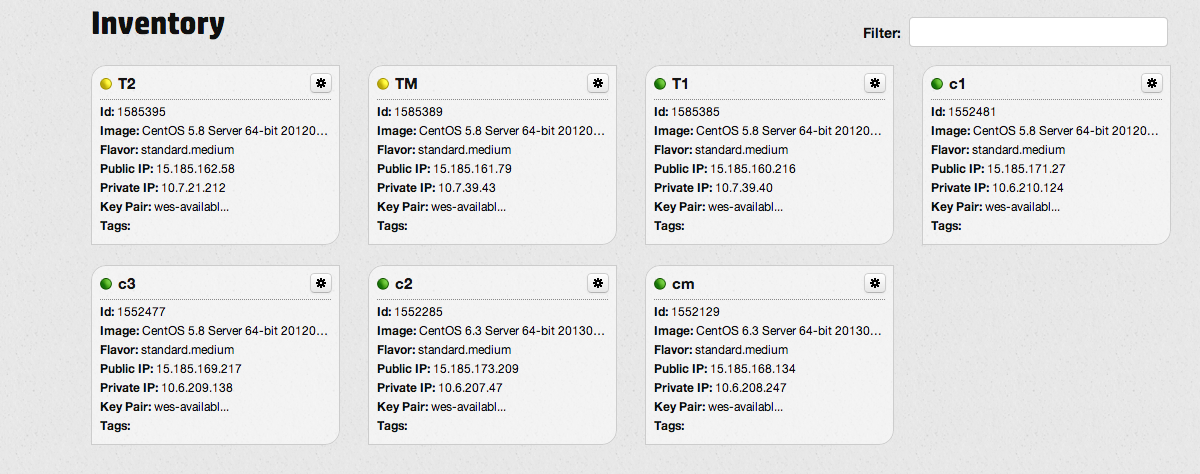 Inventory
Filter:
T2
Id: 1585395
Image: CentOS 5.8 Server 64-bit 20120...
Flavor: standard.medium
Public IP: 15.185.162.58
Private IP: 10.7.21.212
Key Pair: wes-availabl...
Tags:
TM
Id: 1585389
Image: CentOS 5.8 Server 64-bit 20120...
Flavor: standard.medium
Public IP: 15.185.161.79
Private IP: 10.7.39.43
Key Pair: wes-availabl...
Tags:
T1
Id: 1585385
Image: CentOS 5.8 Server 64-bit 20120...
Flavor: standard.medium
Public IP: 15.185.160.216
Private IP: 10.7.39.40
Key Pair: wes-availabl...
Tags:
c1
Id: 1552481
Image: CentOS 5.8 Server 64-bit 20120...
Flavor: standard.medium
Public IP: 15.185.171.27
Private IP: 10.6.210.124
Key Pair: wes-availabl...
Tags:
c3
Id: 1552477
Image: CentOS 5.8 Server 64-bit 20120...
Flavor: standard.medium
Public IP: 15.185.169.217
Private IP: 10.6.209.138
Key Pair: wes-availabl...
Tags:
c2
Id: 1552285
Image: CentOS 6.3 Server 64-bit 20130...
Flavor: standard.medium
Public IP: 15.185.173.209
Private IP: 10.6.207.47
Key Pair: wes-availabl...
Tags:
cm
Id: 1552129
Image: CentOS 6.3 Server 64-bit 20130...
Flavor: standard.medium
Public IP: 15.185.168.134
Private IP: 10.6.208.247
Key Pair: wes-availabl...
Tags: